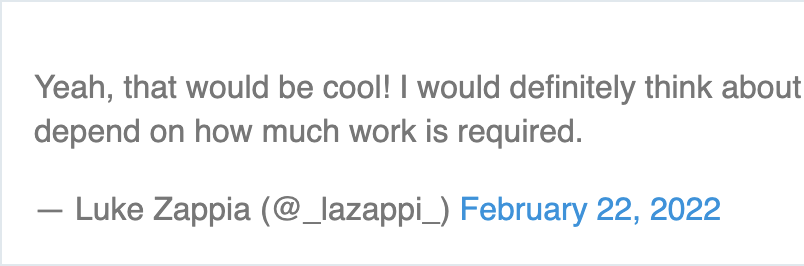 Yeah, that would be cool! I would definitely think about
depend on how much work is required.
— Luke Zappia (@_lazappi_) February 22, 2022